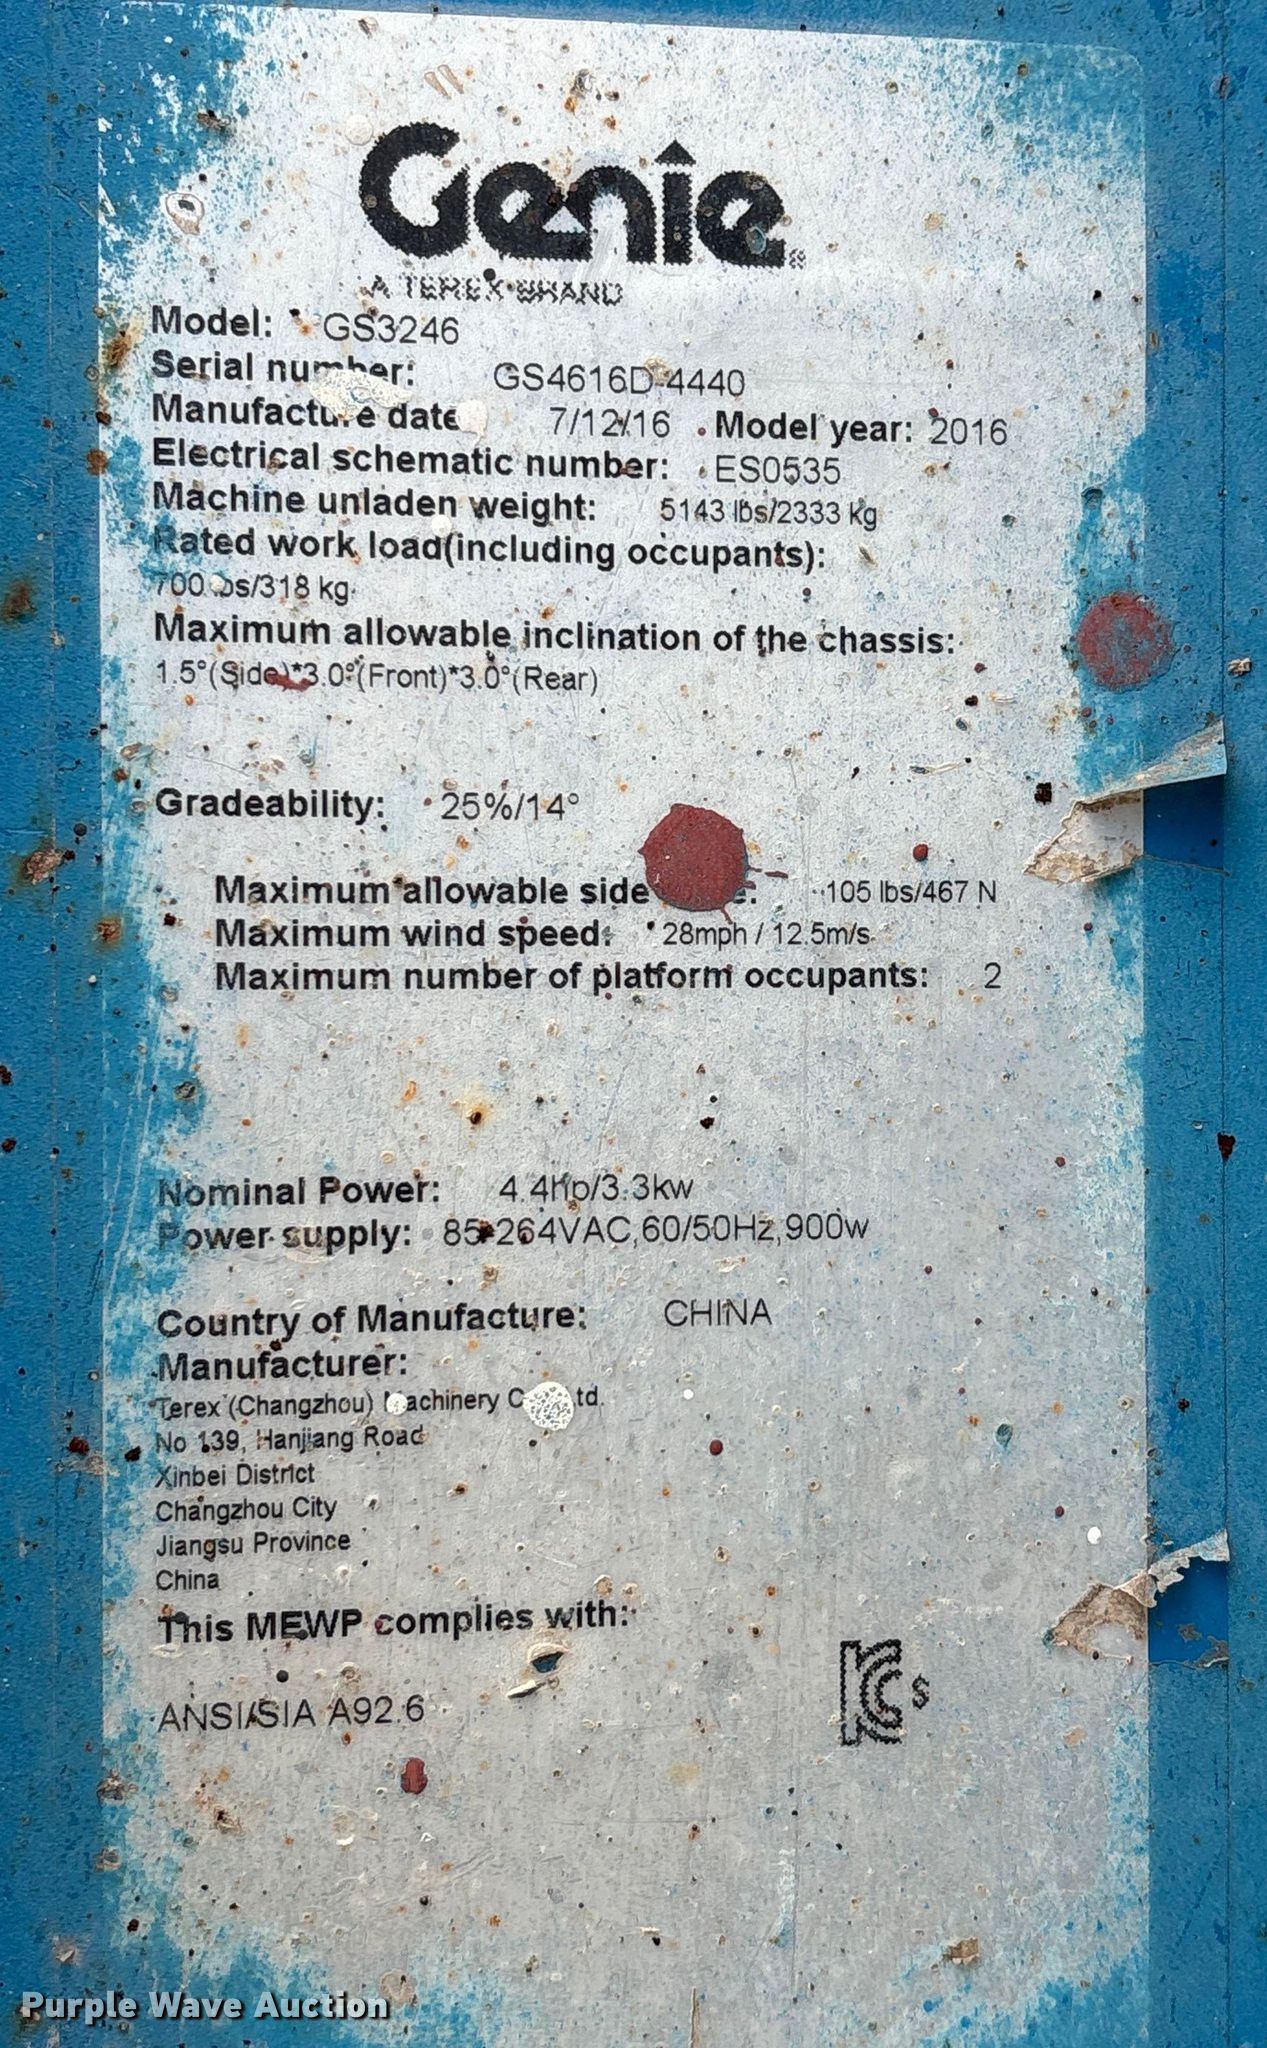 Genie
A TEREX BRAND
Model: GS3246
Serial number: GS4616D-4440
Manufacture date 7/12/16 Model year: 2016
Electrical schematic number: ES0535
Machine unladen weight: 5143 lbs/2333 kg
Rated work load(including occupants):
700 lbs/318 kg
Maximum allowable inclination of the chassis:
1.5°(Side)*3.0°(Front)*3.0°(Rear)
Gradeability: 25%/14°
Maximum allowable side 105 lbs/467 N
Maximum wind speed: 28mph / 12.5m/s
Maximum number of platform occupants: 2
Nominal Power: 4.4hp/3.3kw
Power supply: 85-264VAC,60/50Hz,900w
Country of Manufacture: CHINA
Manufacturer:
Terex (Changzhou) Machinery Ltd.
No 139, Hanjiang Road
Xinbei District
Changzhou City
Jiangsu Province
China
This MEWP complies with:
KCs
ANSI/SIA A92.6
Purple Wave Auction